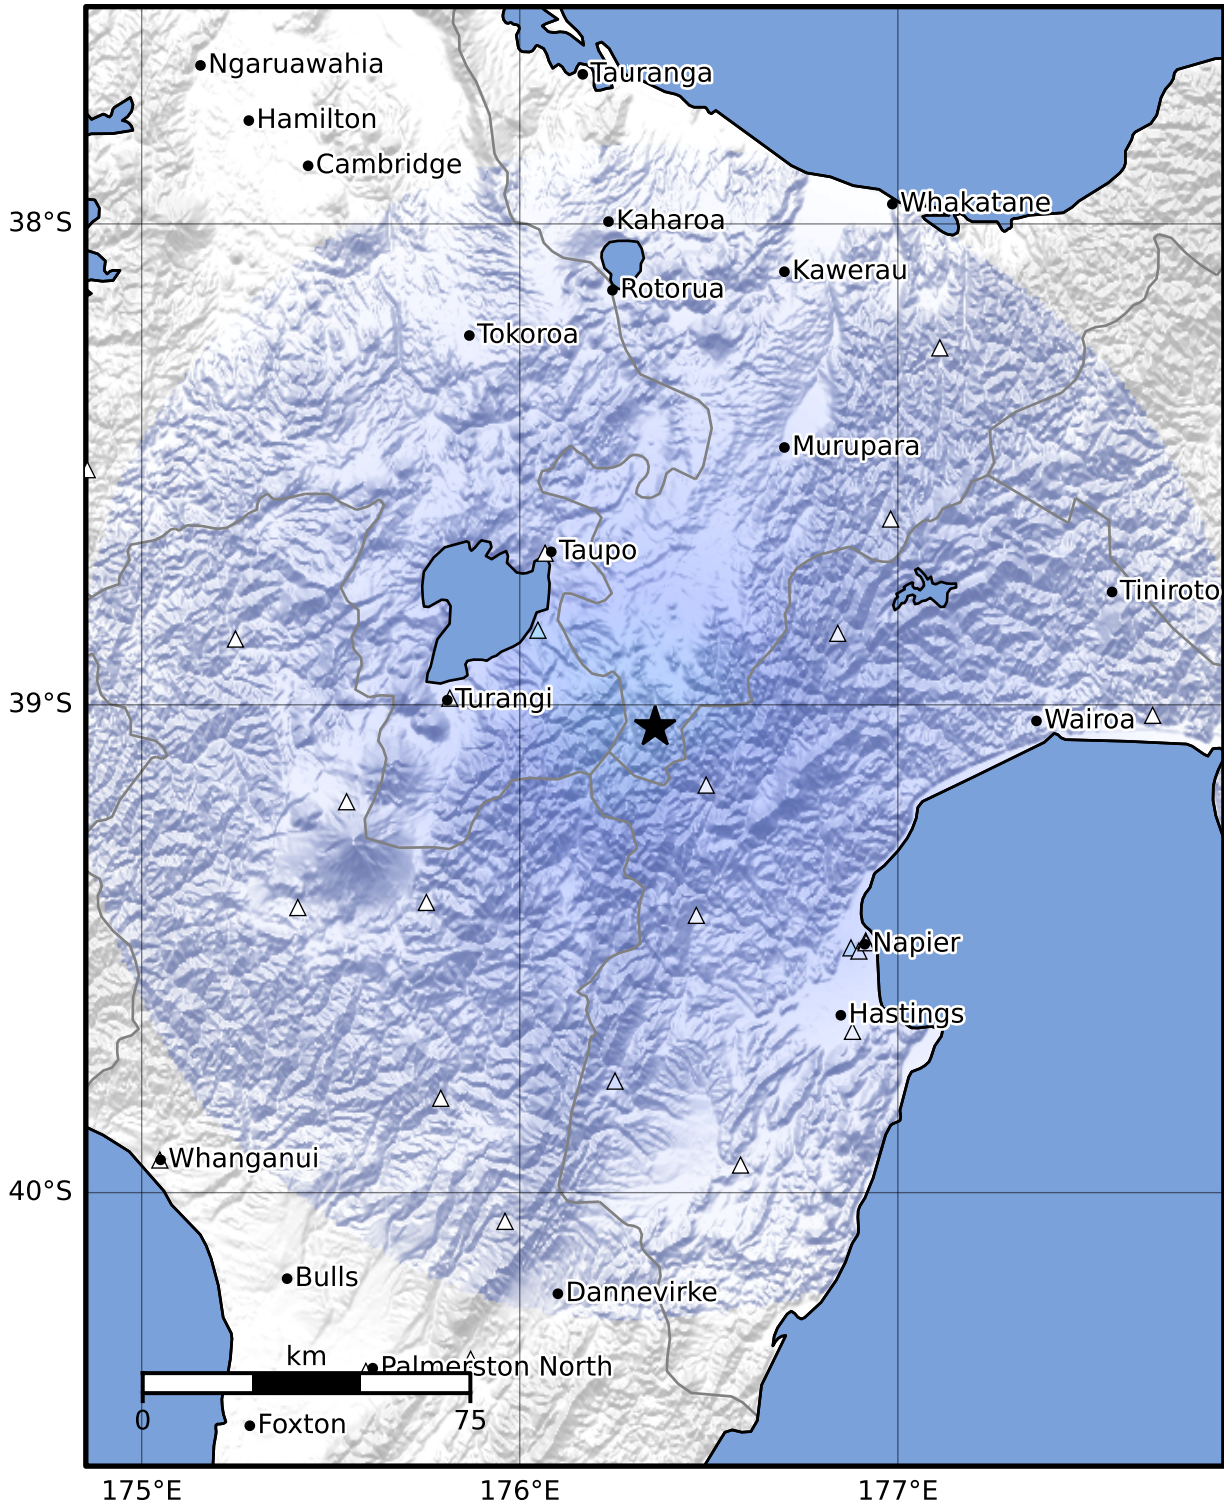 Ngaruawahia
Tauranga
Hamilton
Cambridge
Whakatane
38°S
Kaharoa
Kawerau
Rotorua
Tokoroa
Murupara
Taupo
Tiniroto
Turangi
39°S
Wairoa
Napier
Hastings
Whanganui
40°S
Bulls
Dannevirke
km
Palmerston North
0
75
Foxton
175°E
176°E
177°E